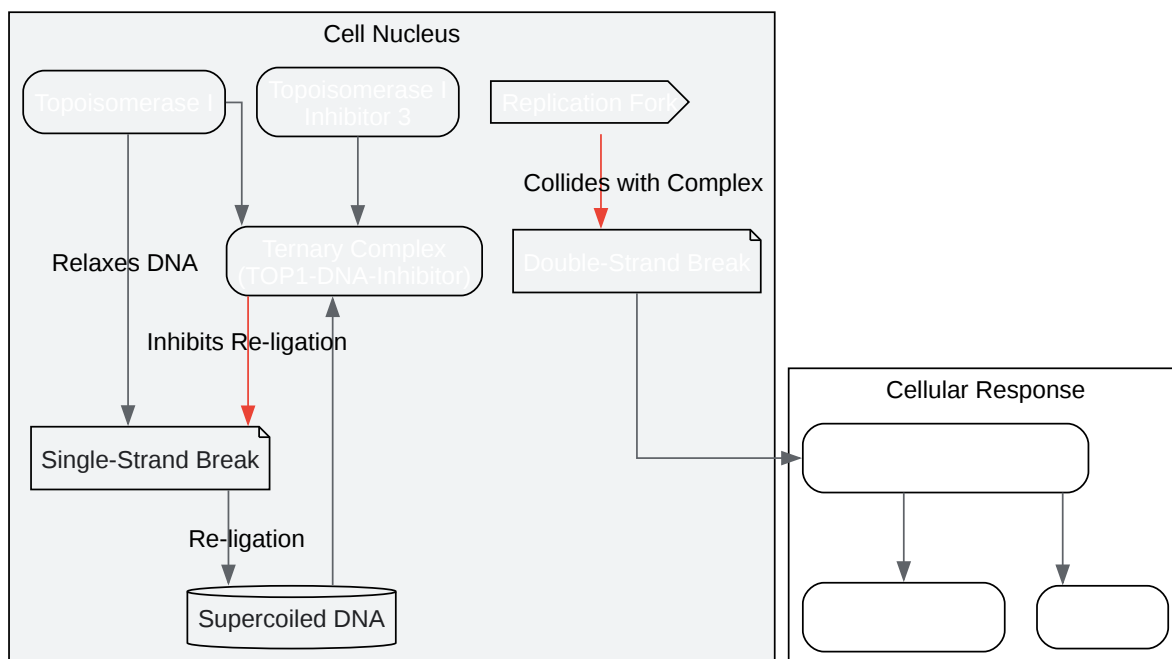 Cell Nucleus
Topoisomerase I
Topoisomerase I
Inhibitor 3
Replication Fork
Collides with Complex
Relaxes DNA
Ternary Complex
(TOP1-DNA-Inhibitor)
Double-Strand Break
Inhibits Re-ligation
Cellular Response
Single-Strand Break
Re-ligation
Supercoiled DNA